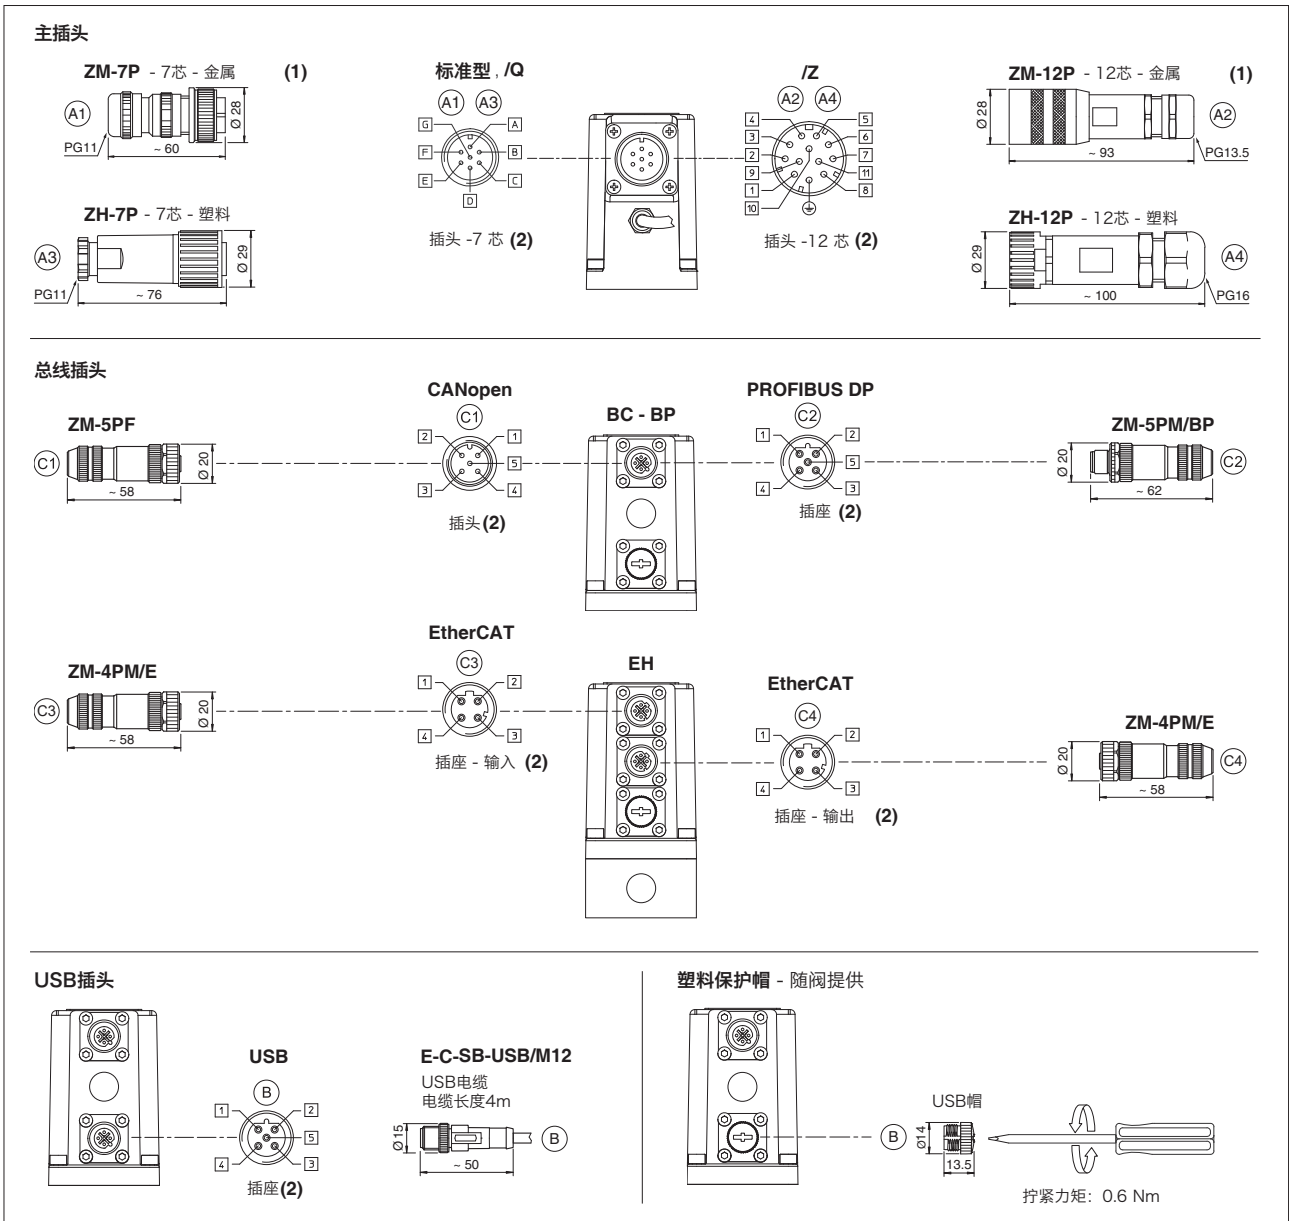 主插头
ZM-7P - 7芯 - 金属 (1)
A1
PG11
~ 60
Ø 28
标准型 , /Q
A1 A3
G A
F B
E C
D
插头 -7 芯 (2)
/Z
A2 A4
4 5
3 6
2 7
9 11
1 8
10
插头 -12 芯 (2)
ZM-12P - 12芯 - 金属 (1)
Ø 28
A2
~ 93
PG13.5
ZH-7P - 7芯 - 塑料
A3
PG11
~ 76
Ø 29
ZH-12P - 12芯 - 塑料
Ø 29
A4
~ 100
PG16
总线插头
ZM-5PF
C1
~ 58
Ø 20
CANopen
C1
2 1
5
3 4
插头(2)
BC - BP
PROFIBUS DP
C2
1 2
5
4 3
插座 (2)
ZM-5PM/BP
Ø 20
C2
~ 62
ZM-4PM/E
C3
~ 58
Ø 20
EtherCAT
C3
1 2
4 3
插座 - 输入 (2)
EH
EtherCAT
C4
1 2
4 3
插座 - 输出 (2)
ZM-4PM/E
Ø 20
C4
~ 58
USB插头
USB
B
1 2
5
4 3
插座(2)
E-C-SB-USB/M12
USB电缆
电缆长度4m
Ø15
B
~ 50
塑料保护帽 - 随阀提供
B
USB帽
Ø14
13.5
拧紧力矩：0.6 Nm